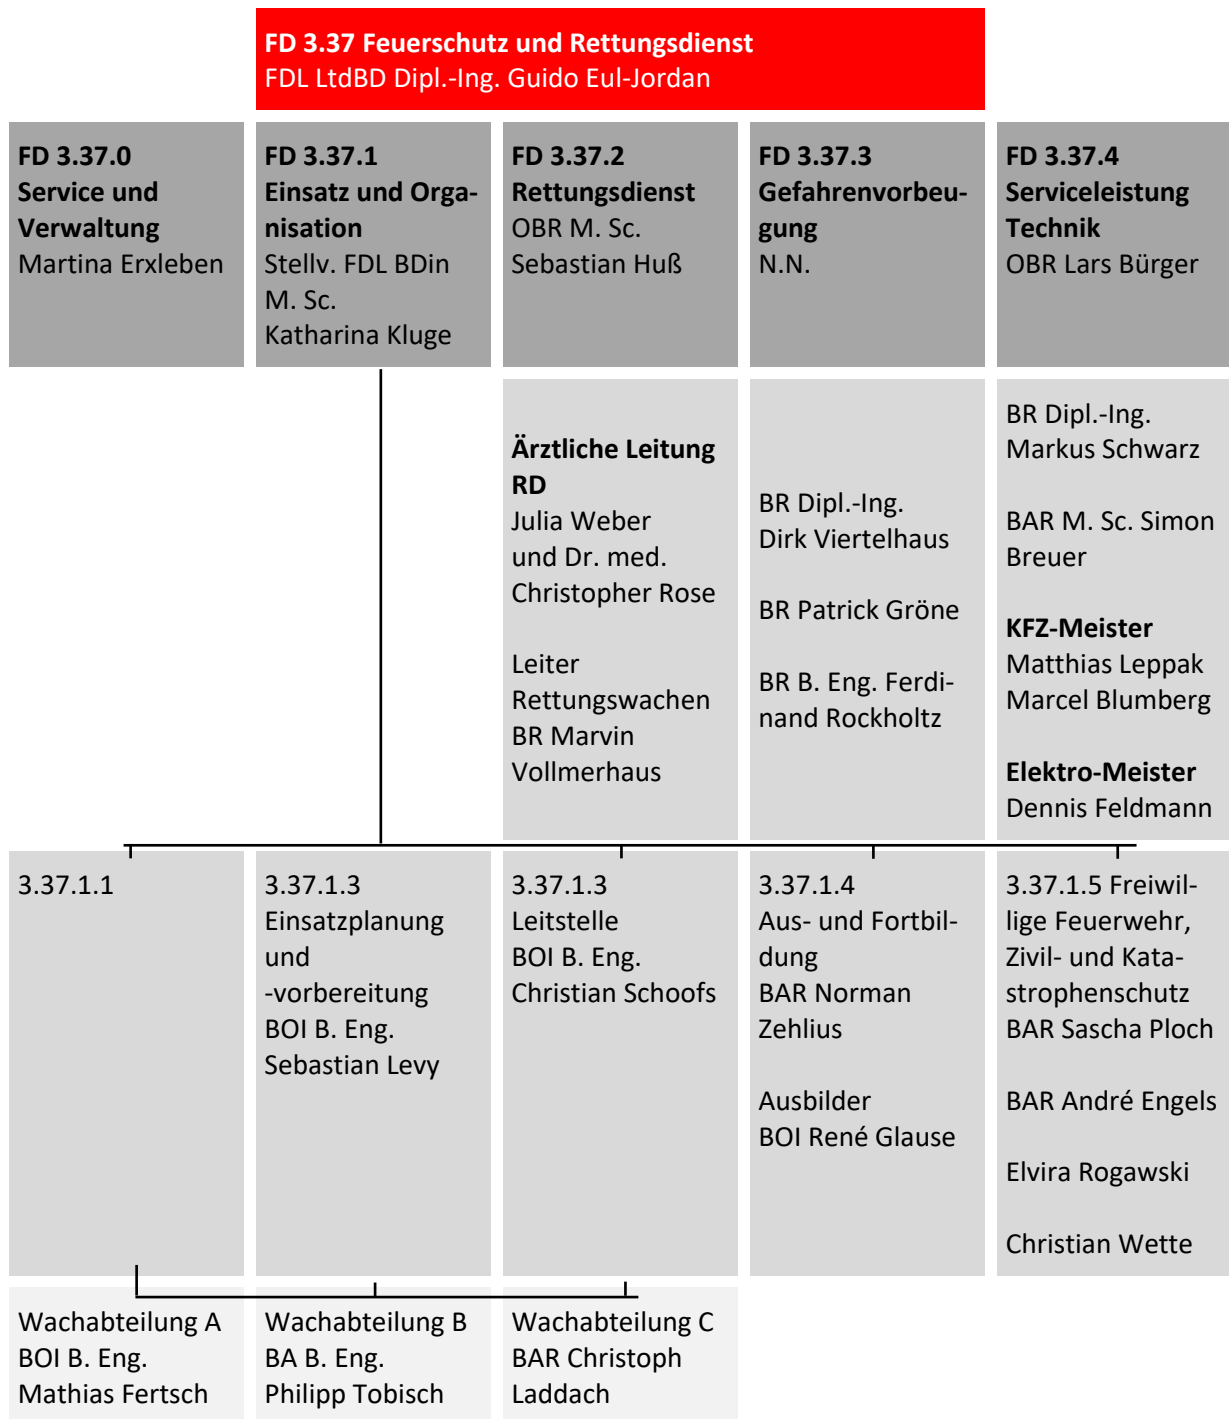 FD 3.37 Feuerschutz und Rettungsdienst
FDL LtdBD Dipl.-Ing. Guido Eul-Jordan
FD 3.37.0
Service und
Verwaltung
Martina Erxleben
FD 3.37.1
Einsatz und Orga-
nisation
Stellv. FDL BDin
M. Sc.
Katharina Kluge
FD 3.37.2
Rettungsdienst
OBR M. Sc.
Sebastian Huß
FD 3.37.3
Gefahrenvorbeu-
gung
N.N.
FD 3.37.4
Serviceleistung
Technik
OBR Lars Bürger
Ärztliche Leitung
RD
Julia Weber
und Dr. med.
Christopher Rose
Leiter
Rettungswachen
BR Marvin
Vollmerhaus
BR Dipl.-Ing.
Dirk Viertelhaus
BR Patrick Gröne
BR B. Eng. Ferdi-
nand Rockholtz
BR Dipl.-Ing.
Markus Schwarz
BAR M. Sc. Simon
Breuer
KFZ-Meister
Matthias Leppak
Marcel Blumberg
Elektro-Meister
Dennis Feldmann
3.37.1.1
3.37.1.3
Einsatzplanung
und
-vorbereitung
BOI B. Eng.
Sebastian Levy
3.37.1.3
Leitstelle
BOI B. Eng.
Christian Schoofs
3.37.1.4
Aus- und Fortbil-
dung
BAR Norman
Zehlius
Ausbilder
BOI René Glause
3.37.1.5 Freiwil-
lige Feuerwehr,
Zivil- und Kata-
strophenschutz
BAR Sascha Ploch
BAR André Engels
Elvira Rogawski
Christian Wette
Wachabteilung A
BOI B. Eng.
Mathias Fertsch
Wachabteilung B
BA B. Eng.
Philipp Tobisch
Wachabteilung C
BAR Christoph
Laddach